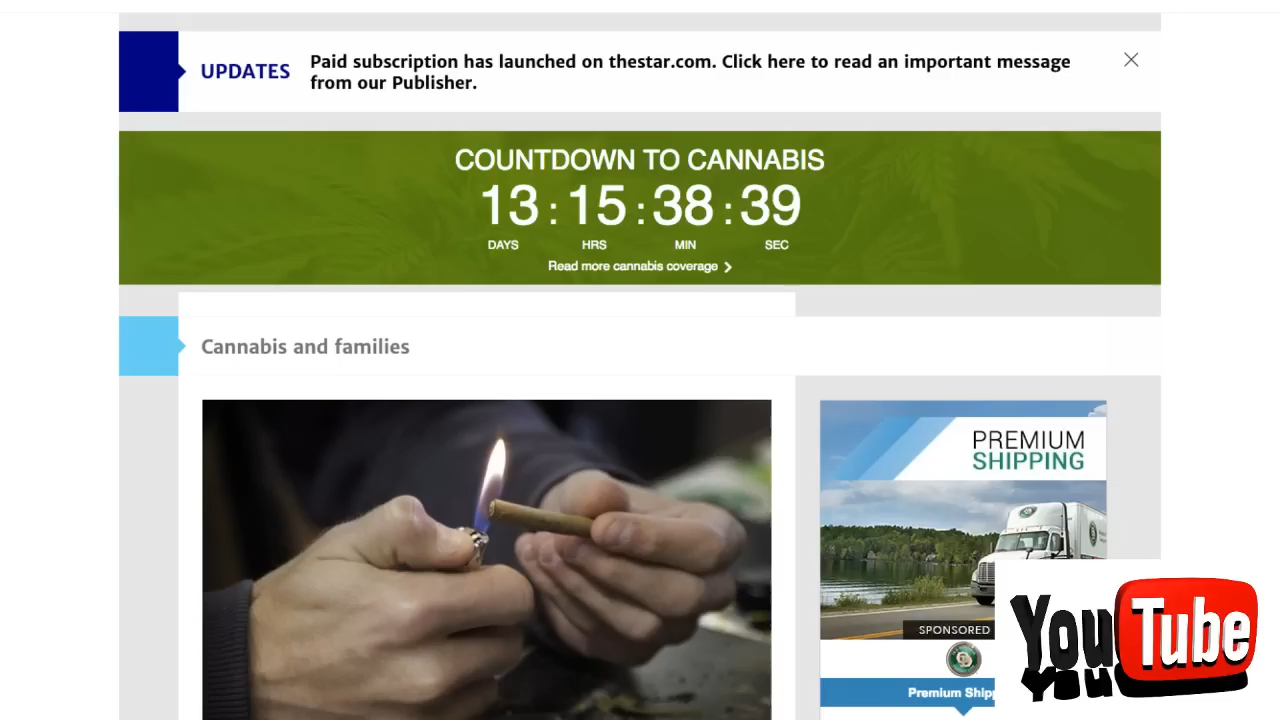 UPDATES
Paid subscription has launched on thestar.com. Click here to read an important message
from our Publisher.
COUNTDOWN TO CANNABIS
13 : 15 : 38 : 39
DAYS HRS MIN SEC
Read more cannabis coverage
Cannabis and families
PREMIUM
SHIPPING
SPONSORED
Premium Shipp
YouTube
You